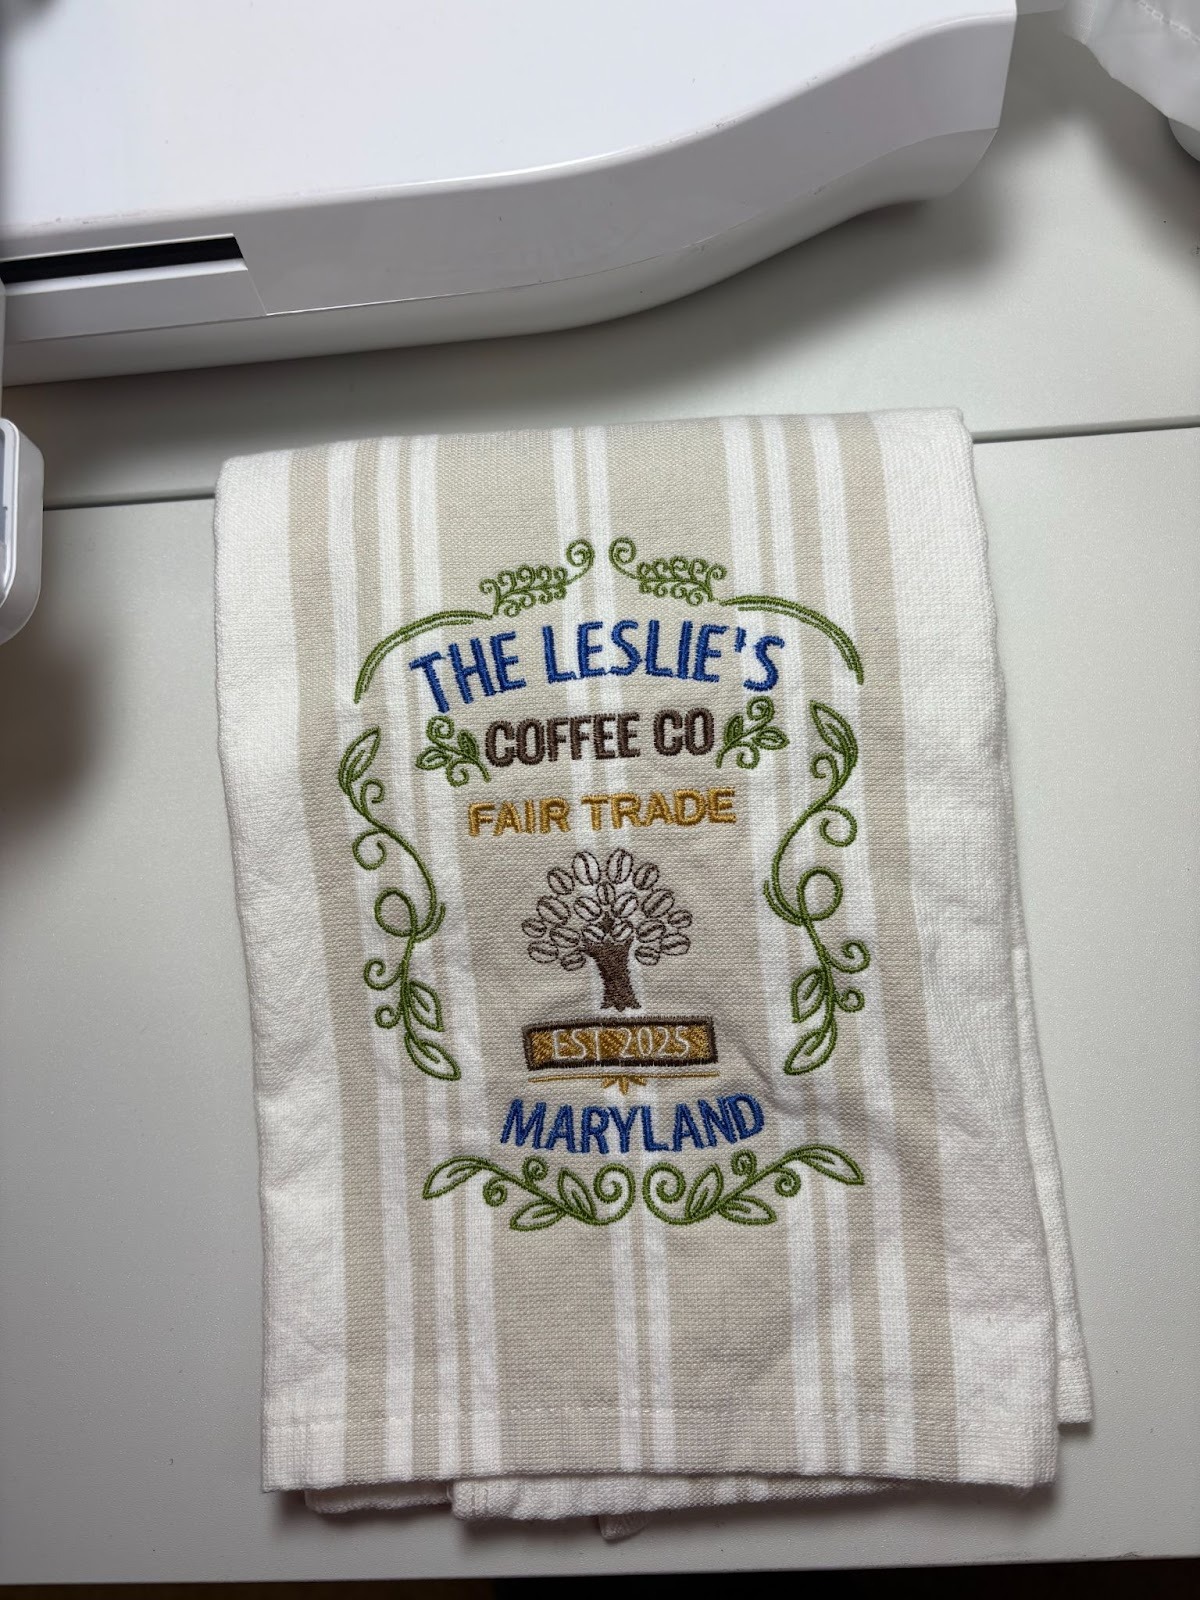 THE LESLIE'S
COFFEE CO
FAIR TRADE
EST 2025
MARYLAND